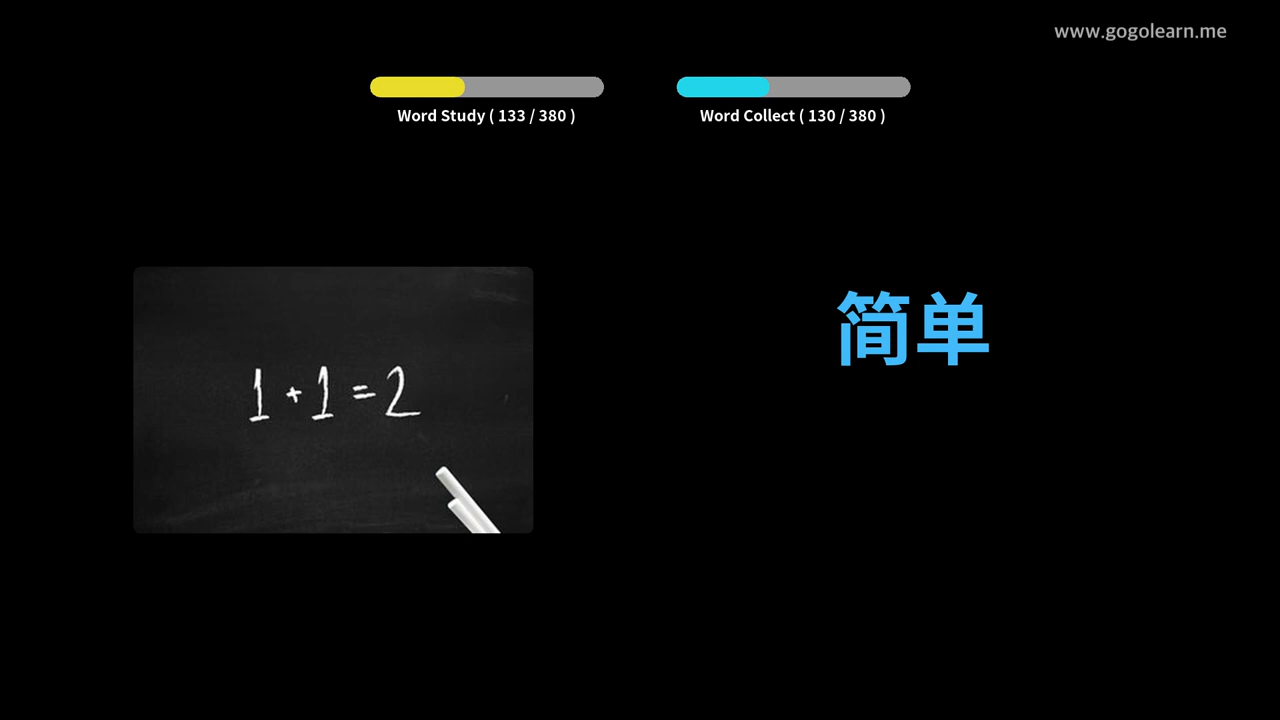 www.gogolearn.me
Word Study ( 133 / 380 )
Word Collect ( 130 / 380 )
简单
1 + 1 = 2